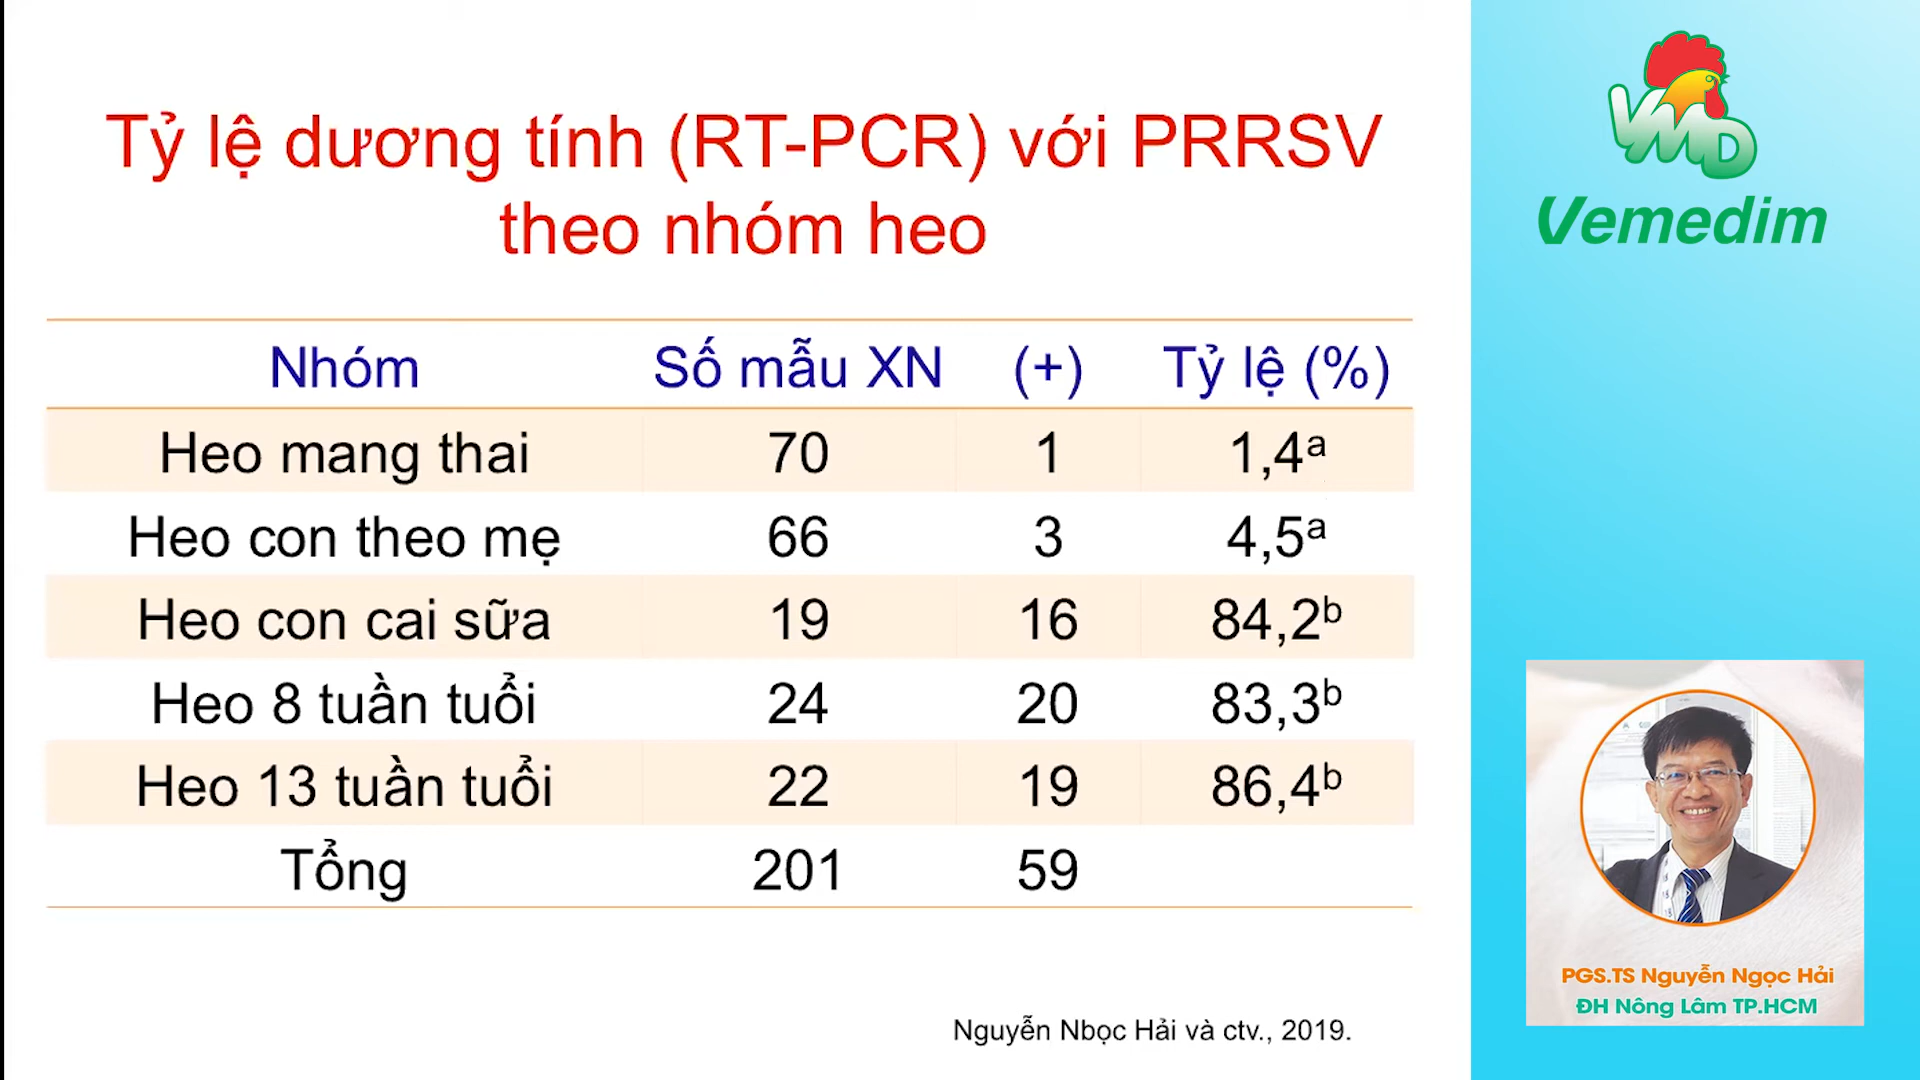 Tỷ lệ dương tính (RT-PCR) với PRRSV
theo nhóm heo
Nhóm Số mẫu XN (+) Tỷ lệ (%)
Heo mang thai 70 1 1,4ᵃ
Heo con theo mẹ 66 3 4,5ᵃ
Heo con cai sữa 19 16 84,2ᵇ
Heo 8 tuần tuổi 24 20 83,3ᵇ
Heo 13 tuần tuổi 22 19 86,4ᵇ
Tổng 201 59
Nguyễn Nbọc Hải và ctv., 2019.
VMD
Vemedim
PGS.TS Nguyễn Ngọc Hải
ĐH Nông Lâm TP.HCM